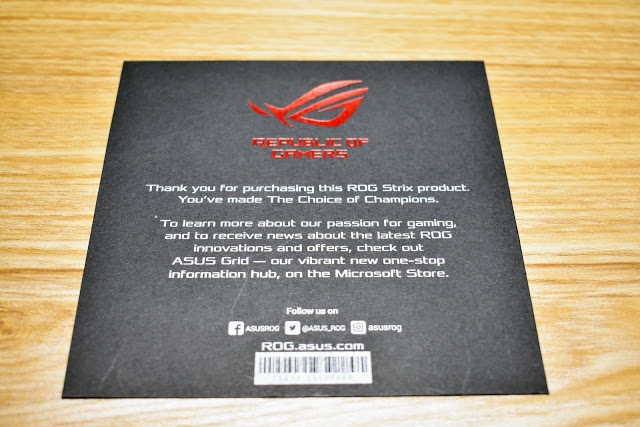 REPUBLIC OF
GAMERS
Thank you for purchasing this ROG Strix product.
You've made The Choice of Champions.
To learn more about our passion for gaming,
and to receive news about the latest ROG
innovations and offers, check out
ASUS Grid — our vibrant new one-stop
information hub, on the Microsoft Store.
Follow us on
ASUSROG @ASUS_ROG asusrog
ROG.asus.com